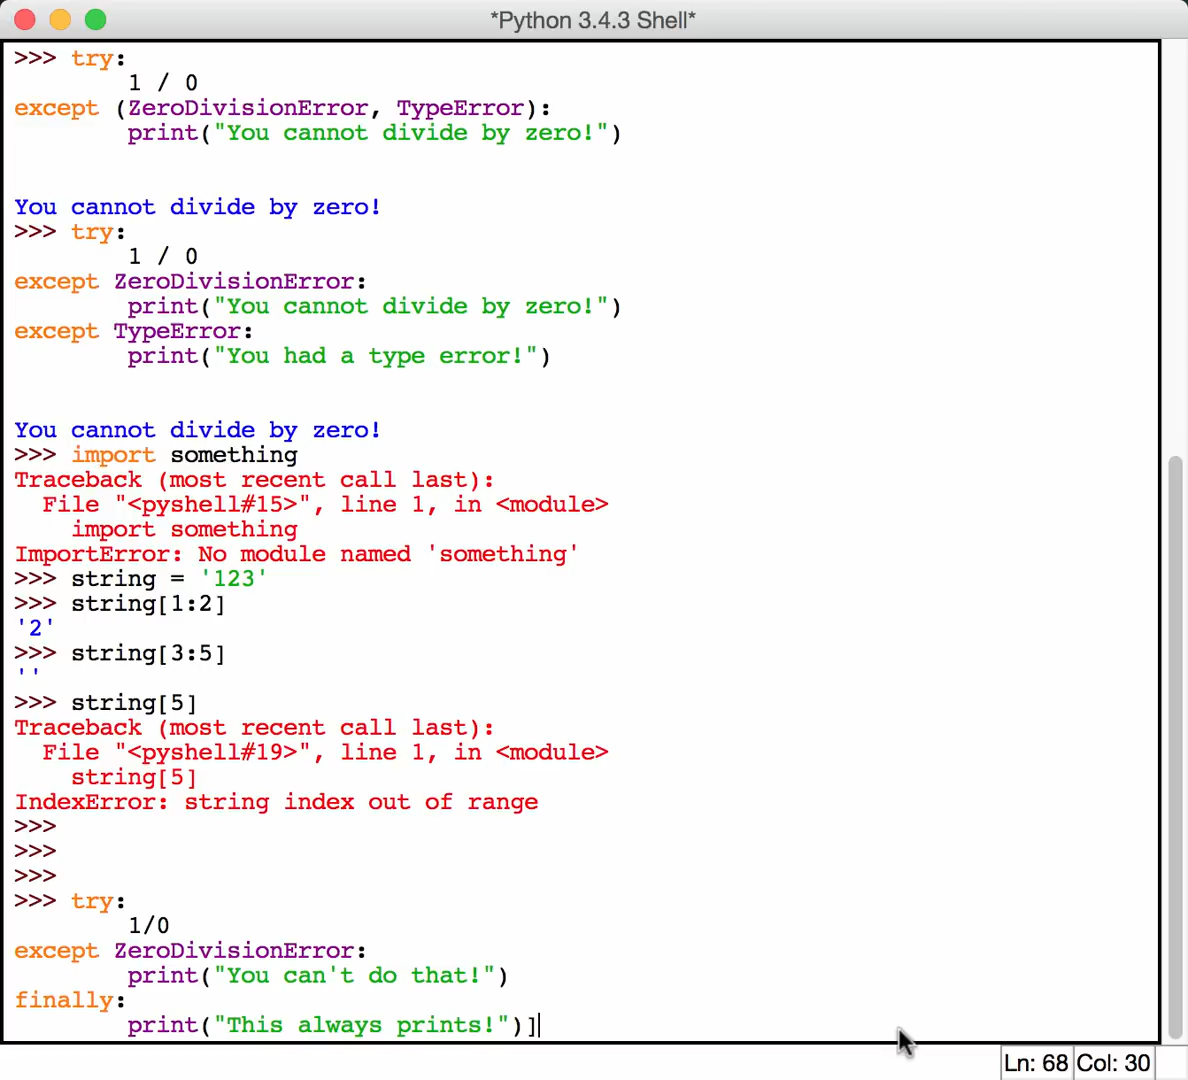 *Python 3.4.3 Shell*
>>> try:
        1 / 0
except (ZeroDivisionError, TypeError):
        print("You cannot divide by zero!")
You cannot divide by zero!
>>> try:
        1 / 0
except ZeroDivisionError:
        print("You cannot divide by zero!")
except TypeError:
        print("You had a type error!")
You cannot divide by zero!
>>> import something
Traceback (most recent call last):
  File "<pyshell#15>", line 1, in <module>
    import something
ImportError: No module named 'something'
>>> string = '123'
>>> string[1:2]
'2'
>>> string[3:5]
''
>>> string[5]
Traceback (most recent call last):
  File "<pyshell#19>", line 1, in <module>
    string[5]
IndexError: string index out of range
>>>
>>>
>>>
>>> try:
        1/0
except ZeroDivisionError:
        print("You can't do that!")
finally:
        print("This always prints!")]
Ln: 68 Col: 30